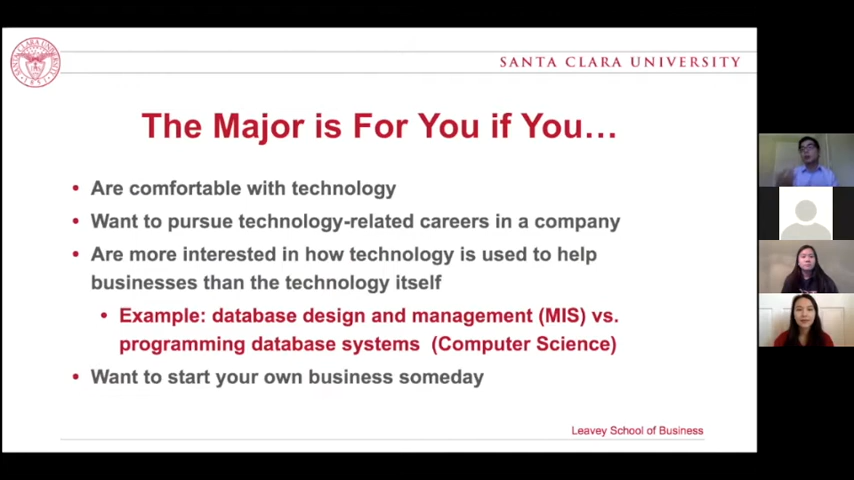 SANTA CLARA UNIVERSITY
The Major is For You if You...
• Are comfortable with technology
• Want to pursue technology-related careers in a company
• Are more interested in how technology is used to help
businesses than the technology itself
• Example: database design and management (MIS) vs.
programming database systems (Computer Science)
• Want to start your own business someday
Leavey School of Business